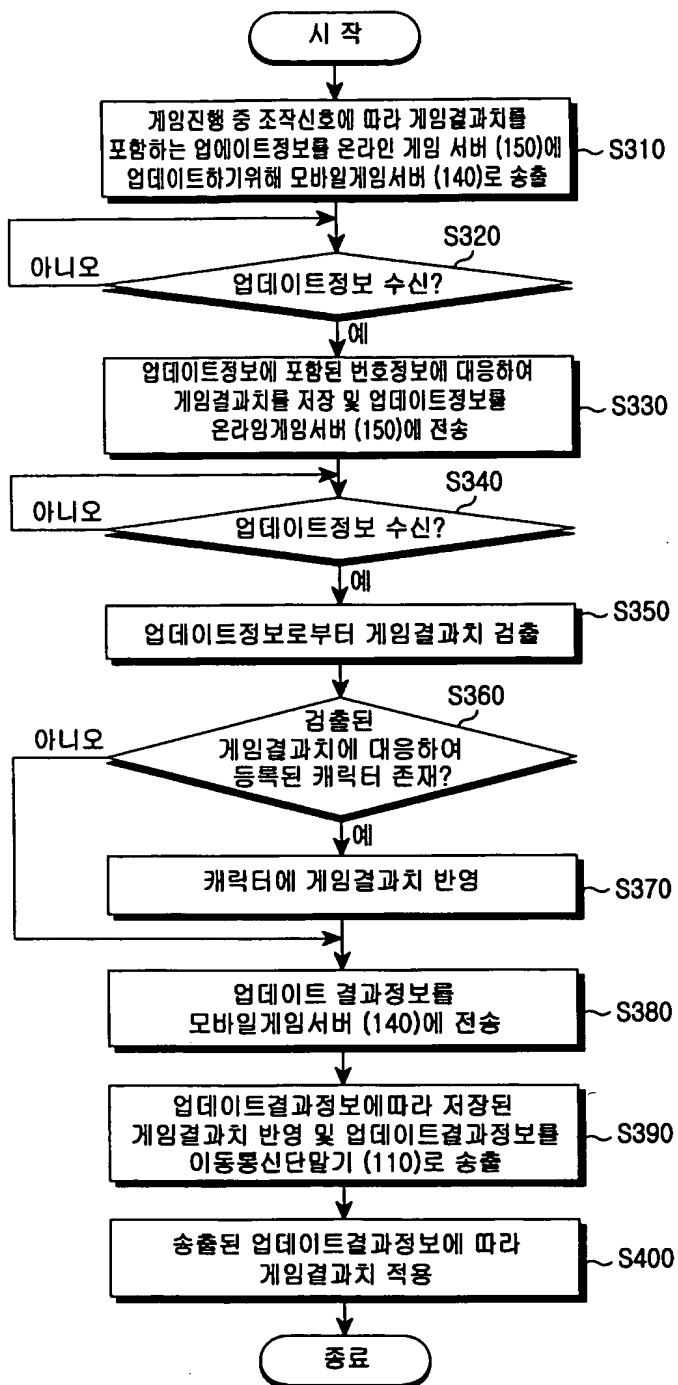 시 작
게임진행 중 조작신호에 따라 게임결과치를
포함하는 업에이트정보를 온라인 게임 서버 (150)에
업데이트하기위해 모바일게임서버 (140)로 송출
S310
S320
아니오
업데이트정보 수신?
예
업데이트정보에 포함된 번호정보에 대응하여
게임결과치를 저장 및 업데이트정보를
온라임게임서버 (150)에 전송
S330
S340
아니오
업데이트정보 수신?
예
S350
업데이트정보로부터 게임결과치 검출
S360
아니오
검출된
게임결과치에 대응하여
등록된 캐릭터 존재?
예
캐릭터에 게임결과치 반영
S370
업데이트 결과정보를
모바일게임서버 (140)에 전송
S380
업데이트결과정보에따라 저장된
게임결과치 반영 및 업데이트결과정보를
이동통신단말기 (110)로 송출
S390
송출된 업데이트결과정보에 따라
게임결과치 적용
S400
종료